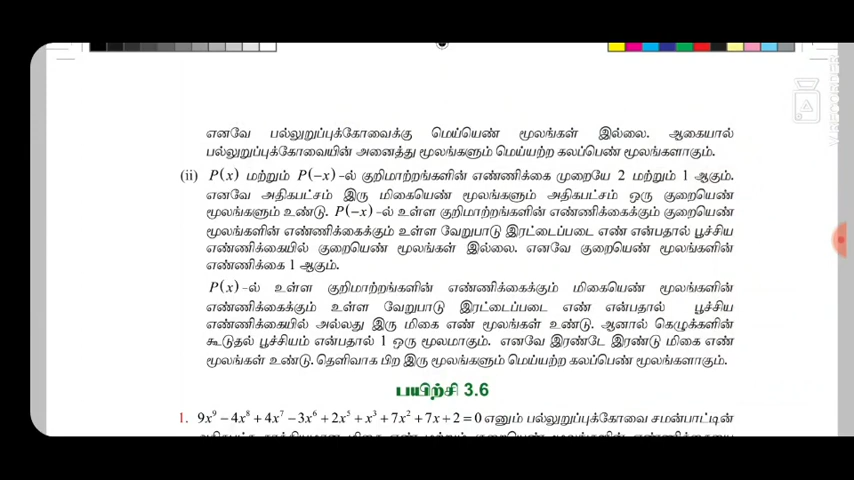 எனவே பல்லுறுப்புக்கோவைக்கு மெய்யெண் மூலங்கள் இல்லை. ஆகையால்
பல்லுறுப்புக்கோவையின் அனைத்து மூலங்களும் மெய்யற்ற கலப்பெண் மூலங்களாகும்.
(ii) P(x) மற்றும் P(−x)-ல் குறிமாற்றங்களின் எண்ணிக்கை முறையே 2 மற்றும் 1 ஆகும்.
எனவே அதிகபட்சம் இரு மிகையெண் மூலங்களும் அதிகபட்சம் ஒரு குறையெண்
மூலங்களும் உண்டு. P(−x)-ல் உள்ள குறிமாற்றங்களின் எண்ணிக்கைக்கும் குறையெண்
மூலங்களின் எண்ணிக்கைக்கும் உள்ள வேறுபாடு இரட்டைப்படை எண் என்பதால் பூச்சிய
எண்ணிக்கையில் குறையெண் மூலங்கள் இல்லை. எனவே குறையெண் மூலங்களின்
எண்ணிக்கை 1 ஆகும்.
P(x)-ல் உள்ள குறிமாற்றங்களின் எண்ணிக்கைக்கும் மிகையெண் மூலங்களின்
எண்ணிக்கைக்கும் உள்ள வேறுபாடு இரட்டைப்படை எண் என்பதால் பூச்சிய
எண்ணிக்கையில் அல்லது இரு மிகை எண் மூலங்கள் உண்டு. ஆனால் கெழுக்களின்
கூடுதல் பூச்சியம் என்பதால் 1 ஒரு மூலமாகும். எனவே இரண்டே இரண்டு மிகை எண்
மூலங்கள் உண்டு. தெளிவாக பிற இரு மூலங்களும் மெய்யற்ற கலப்பெண் மூலங்களாகும்.
பயிற்சி 3.6
1. 9x⁹ − 4x⁸ + 4x⁷ − 3x⁶ + 2x⁵ + x³ + 7x² + 7x + 2 = 0 எனும் பல்லுறுப்புக்கோவை சமன்பாட்டின்
V.RECORDER